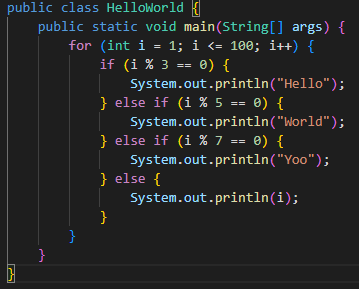 public class HelloWorld {
    public static void main(String[] args) {
        for (int i = 1; i <= 100; i++) {
            if (i % 3 == 0) {
                System.out.println("Hello");
            } else if (i % 5 == 0) {
                System.out.println("World");
            } else if (i % 7 == 0) {
                System.out.println("Yoo");
            } else {
                System.out.println(i);
            }
        }
    }
}